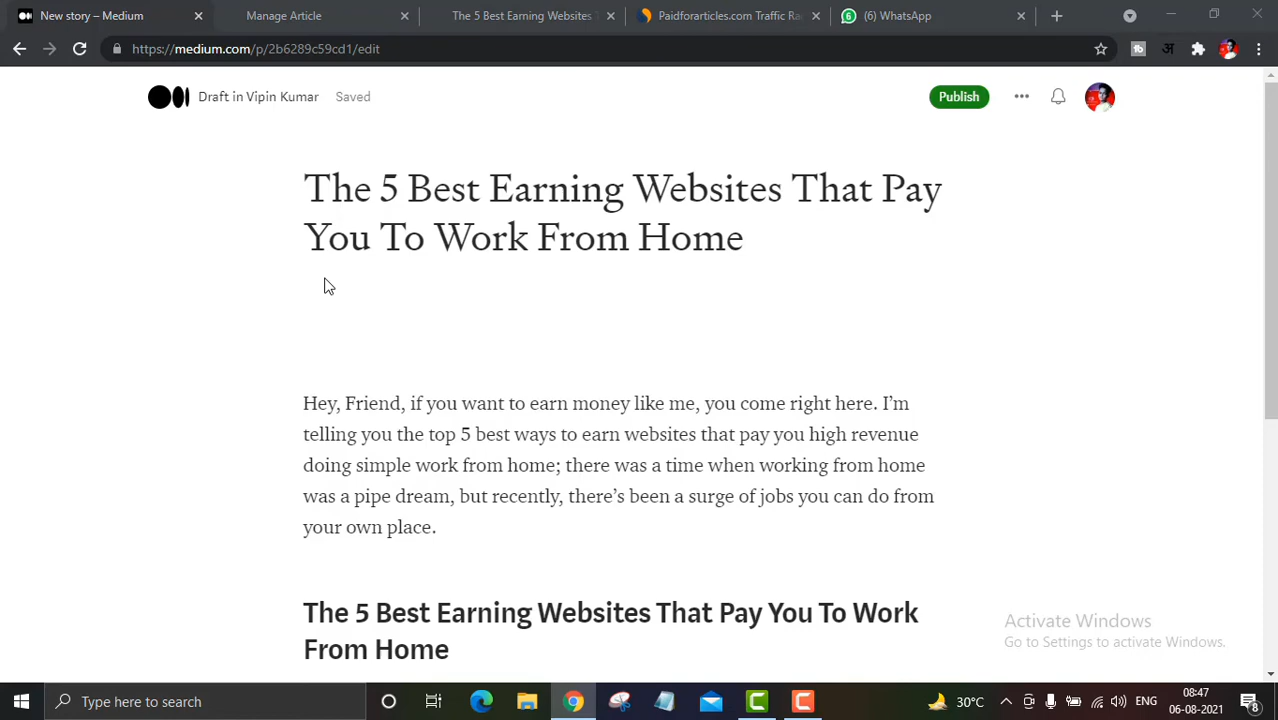 New story – Medium
Manage Article
The 5 Best Earning Websites
Paidforarticles.com Traffic Ra
(6) WhatsApp
https://medium.com/p/2b6289c59cd1/edit
Draft in Vipin Kumar
Saved
Publish
The 5 Best Earning Websites That Pay
You To Work From Home
Hey, Friend, if you want to earn money like me, you come right here. I’m
telling you the top 5 best ways to earn websites that pay you high revenue
doing simple work from home; there was a time when working from home
was a pipe dream, but recently, there’s been a surge of jobs you can do from
your own place.
The 5 Best Earning Websites That Pay You To Work
From Home
Activate Windows
Go to Settings to activate Windows.
Type here to search
30°C
ENG
08:47
06-08-2021
8